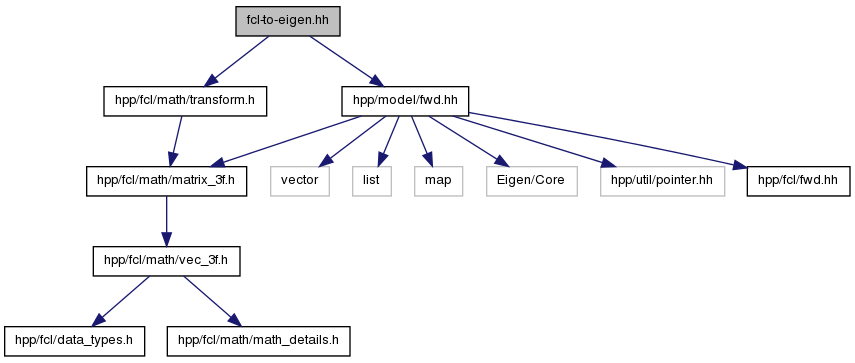 fcl-to-eigen.hh
hpp/fcl/math/transform.h
hpp/model/fwd.hh
hpp/fcl/math/matrix_3f.h
vector
list
map
Eigen/Core
hpp/util/pointer.hh
hpp/fcl/fwd.hh
hpp/fcl/math/vec_3f.h
hpp/fcl/data_types.h
hpp/fcl/math/math_details.h